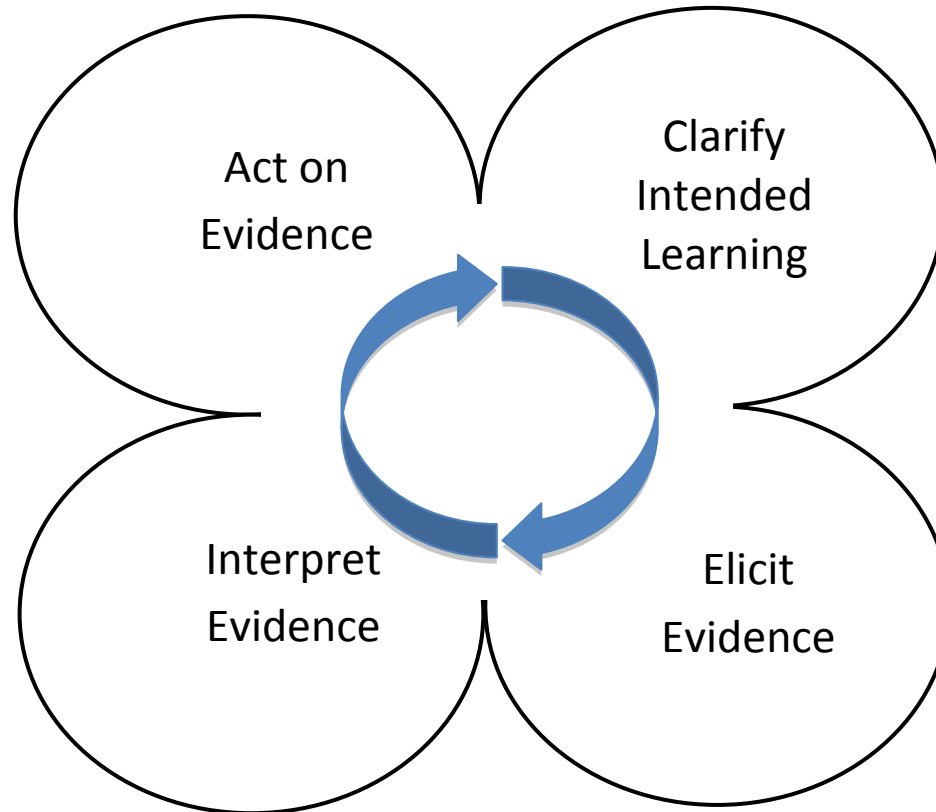 Act on
Evidence
Clarify
Intended
Learning
Interpret
Evidence
Elicit
Evidence